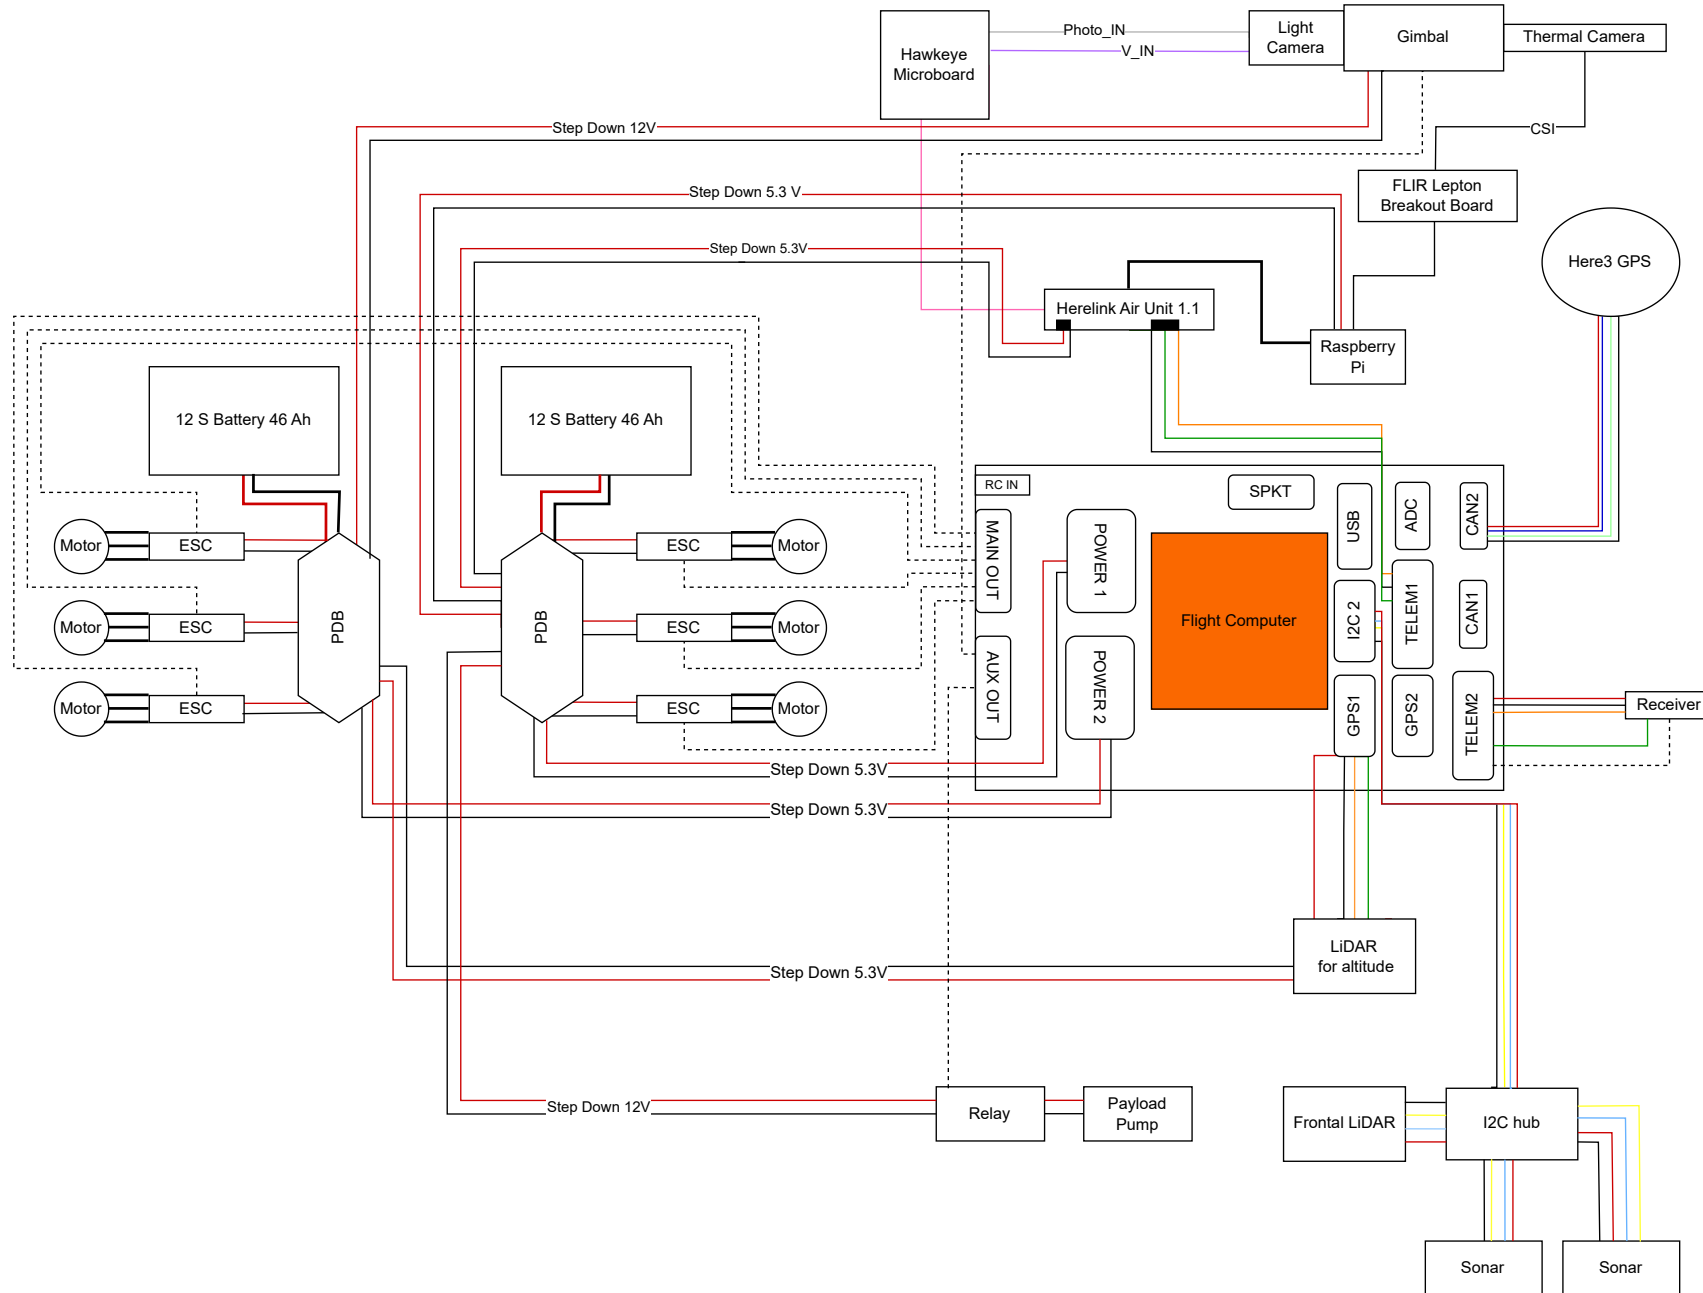 Photo_IN
V_IN
Hawkeye
Microboard
Light
Camera
Gimbal
Thermal Camera
Step Down 12V
CSI
FLIR Lepton
Breakout Board
Step Down 5.3 V
Step Down 5.3V
Here3 GPS
Herelink Air Unit 1.1
Raspberry
Pi
12 S Battery 46 Ah
12 S Battery 46 Ah
RC IN
SPKT
USB
ADC
CAN2
MAIN OUT
POWER 1
Motor
ESC
ESC
Motor
Motor
ESC
PDB
PDB
ESC
Motor
Flight Computer
I2C 2
TELEM1
CAN1
AUX OUT
POWER 2
Motor
ESC
ESC
Motor
GPS1
GPS2
TELEM2
Receiver
Step Down 5.3V
Step Down 5.3V
LiDAR
for altitude
Step Down 5.3V
Step Down 12V
Relay
Payload
Pump
Frontal LiDAR
I2C hub
Sonar
Sonar